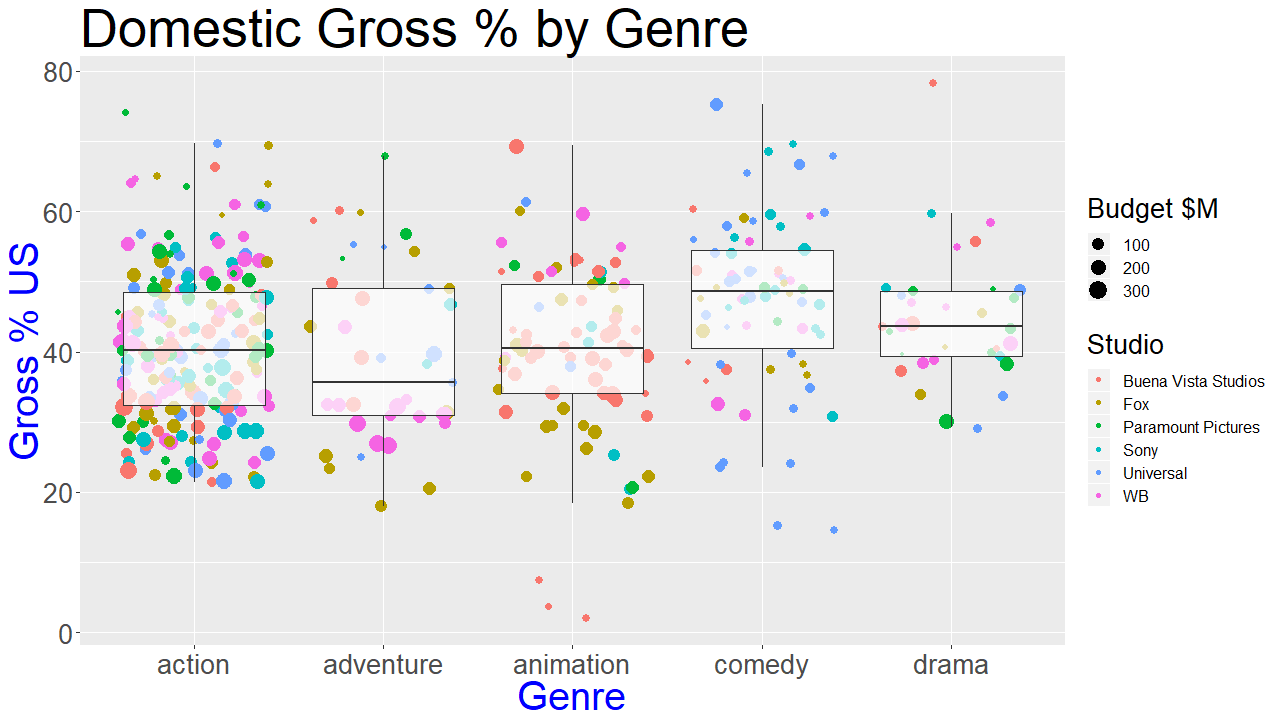 Domestic Gross % by Genre
Gross % US
80
60
40
20
0
action adventure animation comedy drama
Genre
Budget $M
100
200
300
Studio
Buena Vista Studios
Fox
Paramount Pictures
Sony
Universal
WB